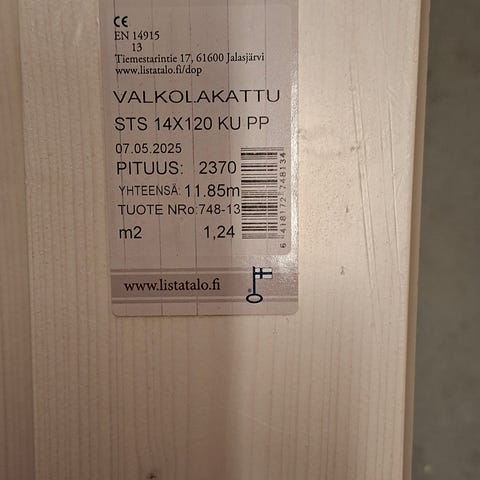 CE
EN 14915
13
Tiemestarintie 17, 61600 Jalasjärvi
www.listatalo.fi/dop
VALKOLAKATTU
STS 14X120 KU PP
07.05.2025
PITUUS: 2370
YHTEENSÄ: 11.85m
TUOTE NRo:748-13
m2 1,24
6 418172 748134
www.listatalo.fi
®